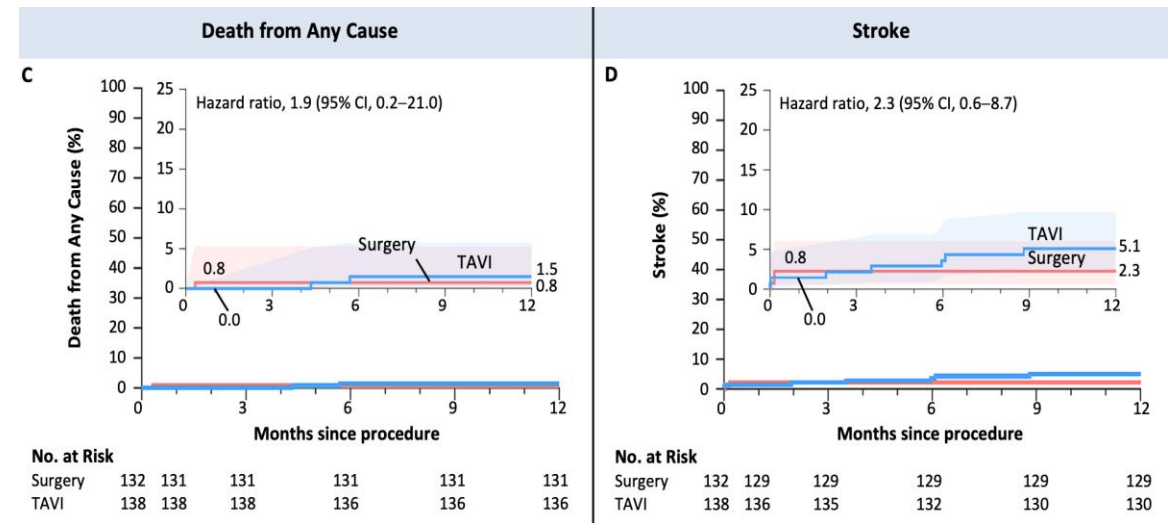 Death from Any Cause
Stroke
C
Death from Any Cause (%)
100
90
80
70
60
50
40
30
20
10
0
25
20
15
10
5
0
Hazard ratio, 1.9 (95% CI, 0.2–21.0)
Surgery
TAVI
0.8
0.0
1.5
0.8
0 3 6 9 12
0 3 6 9 12
Months since procedure
No. at Risk
Surgery 132 131 131 131 131 131
TAVI 138 138 138 136 136 136
D
Stroke (%)
100
90
80
70
60
50
40
30
20
10
0
25
20
15
10
5
0
Hazard ratio, 2.3 (95% CI, 0.6–8.7)
TAVI
Surgery
0.8
0.0
5.1
2.3
0 3 6 9 12
0 3 6 9 12
Months since procedure
No. at Risk
Surgery 132 129 129 129 129 129
TAVI 138 136 135 132 130 130